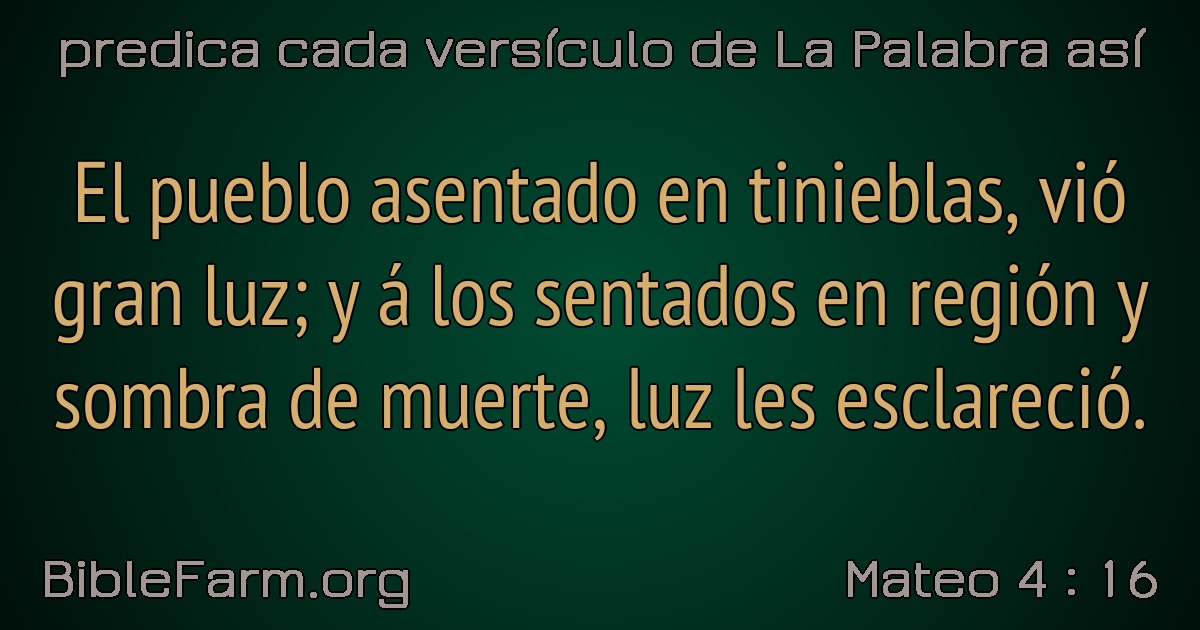 predica cada versículo de La Palabra así
El pueblo asentado en tinieblas, vió
gran luz; y á los sentados en región y
sombra de muerte, luz les esclareció.
BibleFarm.org
Mateo 4 : 16